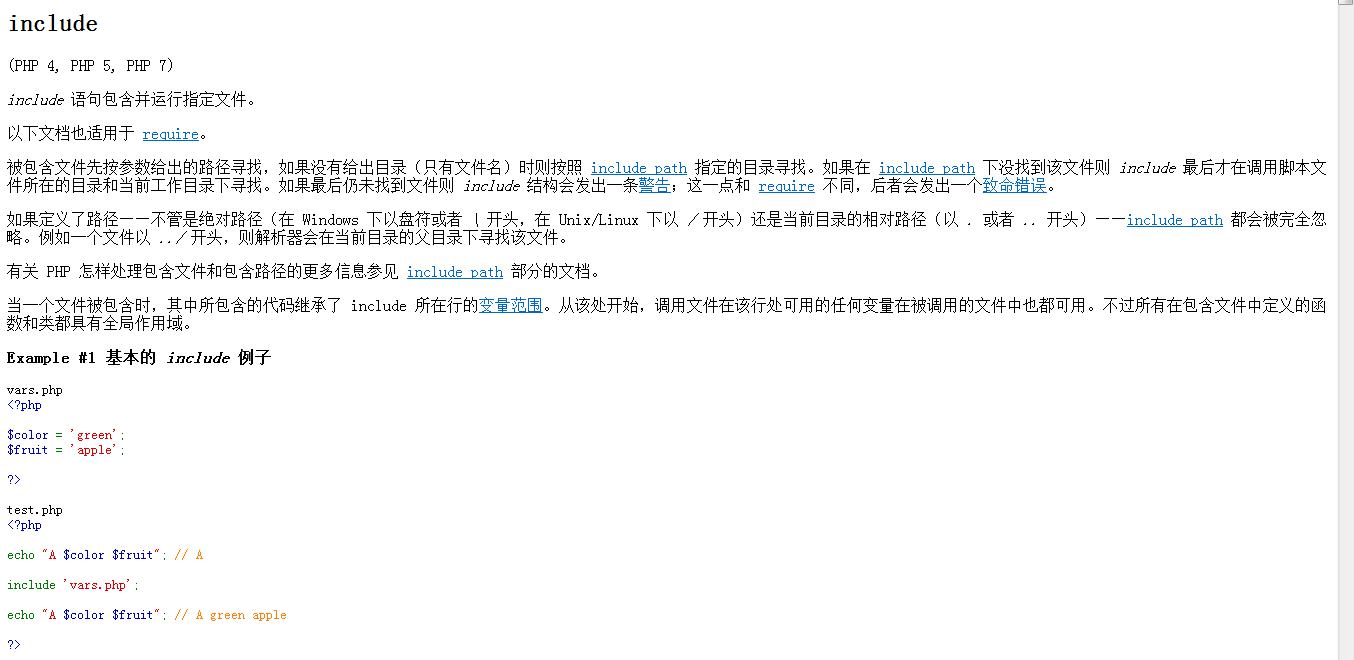 include
(PHP 4, PHP 5, PHP 7)
include 语句包含并运行指定文件。
以下文档也适用于 require。
被包含文件先按参数给出的路径寻找，如果没有给出目录（只有文件名）时则按照 include_path 指定的目录寻找。如果在 include_path 下没找到该文件则 include 最后才在调用脚本文
件所在的目录和当前工作目录下寻找。如果最后仍未找到文件则 include 结构会发出一条警告；这一点和 require 不同，后者会发出一个致命错误。
如果定义了路径——不管是绝对路径（在 Windows 下以盘符或者 \ 开头，在 Unix/Linux 下以 / 开头）还是当前目录的相对路径（以 . 或者 .. 开头）——include_path 都会被完全忽
略。例如一个文件以 ../ 开头，则解析器会在当前目录的父目录下寻找该文件。
有关 PHP 怎样处理包含文件和包含路径的更多信息参见 include_path 部分的文档。
当一个文件被包含时，其中所包含的代码继承了 include 所在行的变量范围。从该处开始，调用文件在该行处可用的任何变量在被调用的文件中也都可用。不过所有在包含文件中定义的函
数和类都具有全局作用域。
Example #1 基本的 include 例子
vars.php
<?php
$color = 'green';
$fruit = 'apple';
?>
test.php
<?php
echo "A $color $fruit"; // A
include 'vars.php';
echo "A $color $fruit"; // A green apple
?>